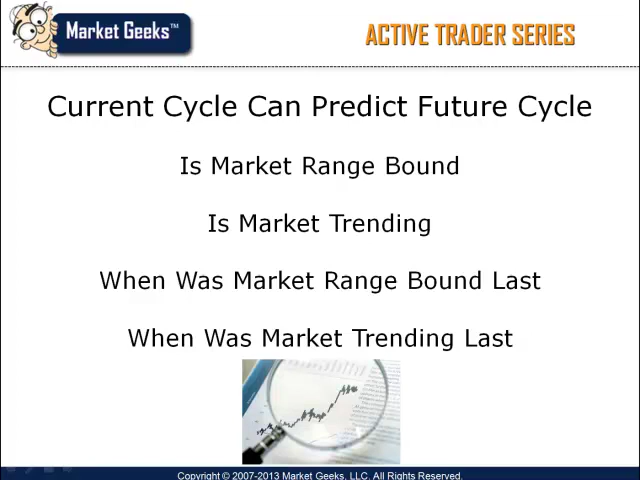 Market Geeks™
ACTIVE TRADER SERIES
Current Cycle Can Predict Future Cycle
Is Market Range Bound
Is Market Trending
When Was Market Range Bound Last
When Was Market Trending Last
Copyright © 2007-2013 Market Geeks, LLC. All Rights Reserved.